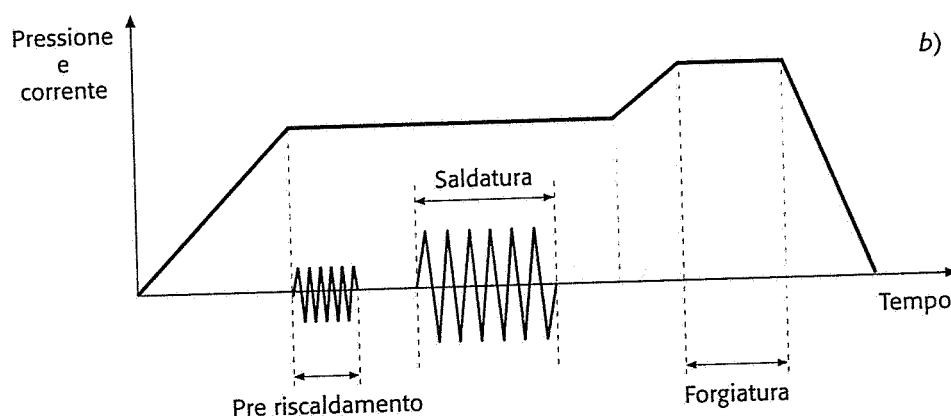 Pressione
e
corrente
b)
Saldatura
Tempo
Pre riscaldamento
Forgiatura